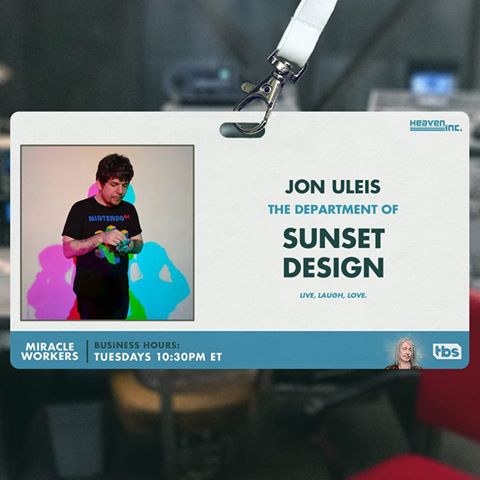 Heaven
inc.
JON ULEIS
THE DEPARTMENT OF
SUNSET
DESIGN
LIVE, LAUGH, LOVE.
NINTENDO
MIRACLE
WORKERS
BUSINESS HOURS:
TUESDAYS 10:30PM ET
tbs